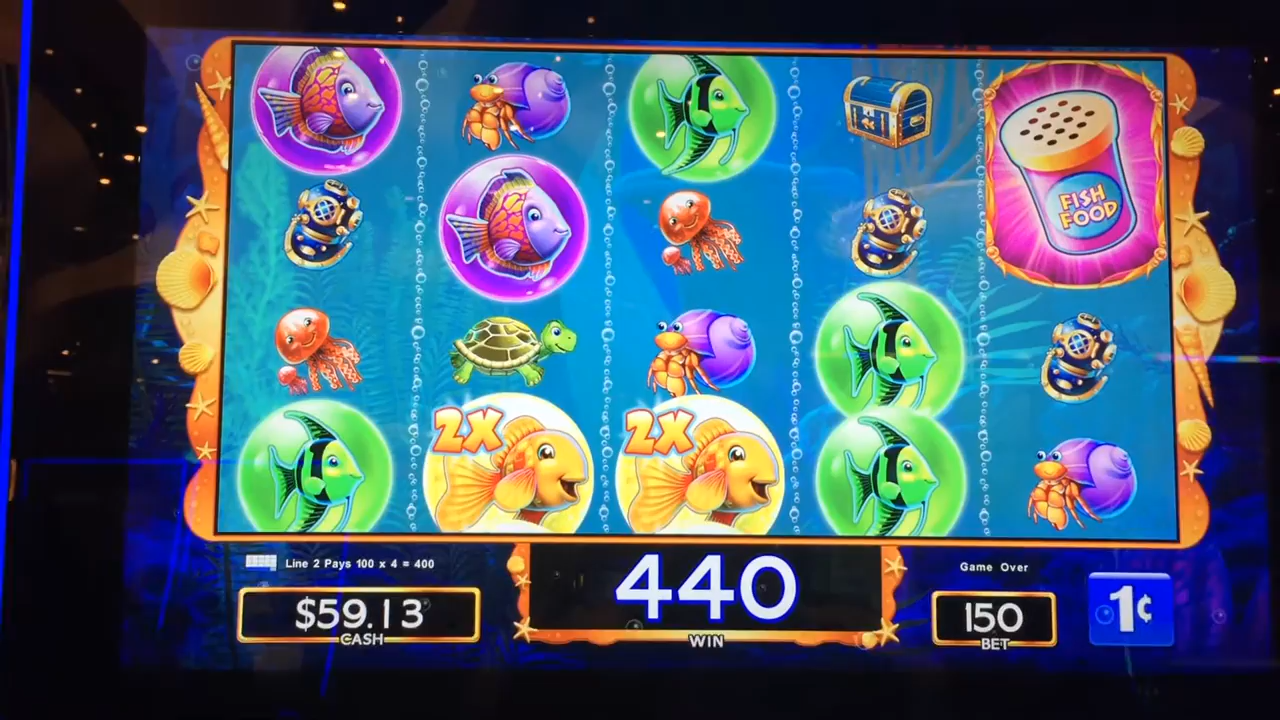 FISH
FOOD
2X
2X
Line 2 Pays 100 x 4 = 400
$59.13
CASH
440
WIN
Game Over
150
BET
1¢